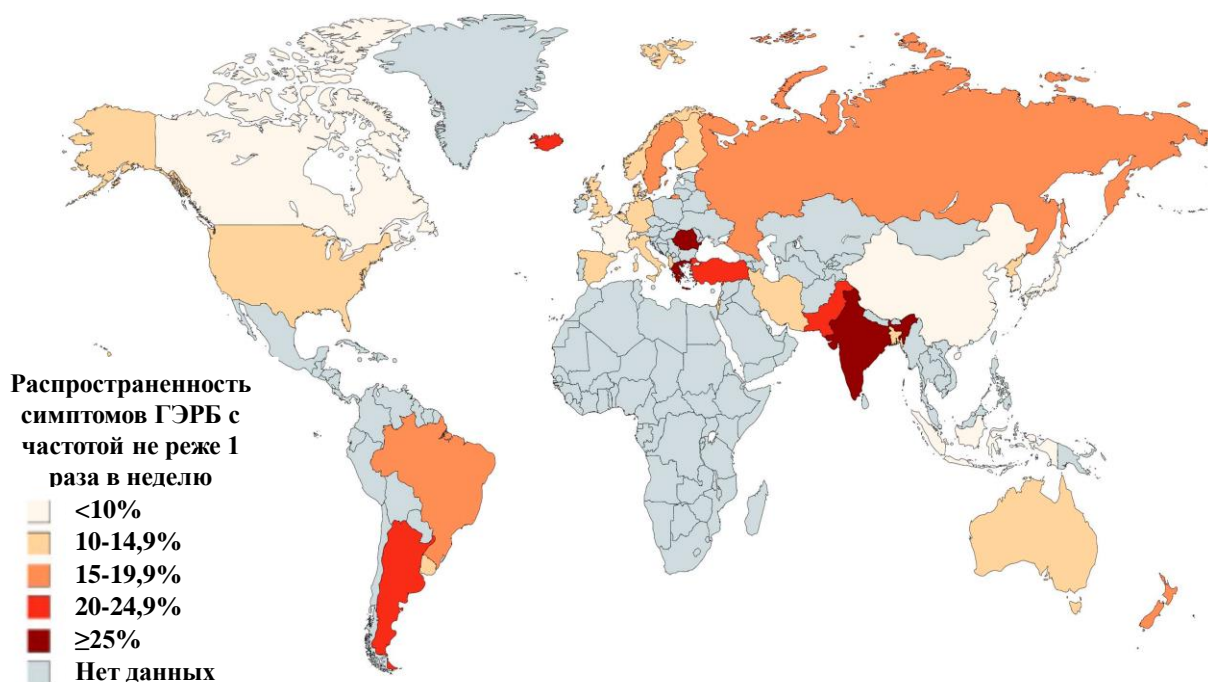 Распространенность
симптомов ГЭРБ с
частотой не реже 1
раза в неделю
<10%
10-14,9%
15-19,9%
20-24,9%
≥25%
Нет данных